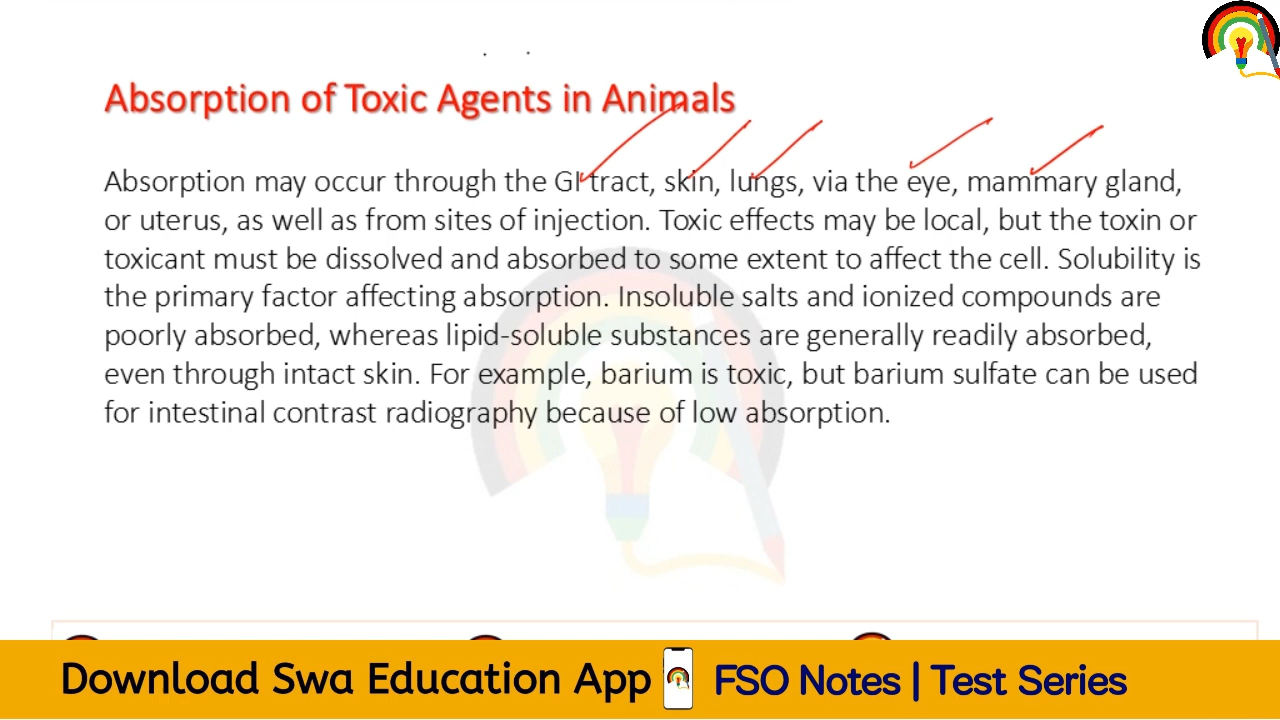 Absorption of Toxic Agents in Animals
Absorption may occur through the GI tract, skin, lungs, via the eye, mammary gland,
or uterus, as well as from sites of injection. Toxic effects may be local, but the toxin or
toxicant must be dissolved and absorbed to some extent to affect the cell. Solubility is
the primary factor affecting absorption. Insoluble salts and ionized compounds are
poorly absorbed, whereas lipid-soluble substances are generally readily absorbed,
even through intact skin. For example, barium is toxic, but barium sulfate can be used
for intestinal contrast radiography because of low absorption.
Download Swa Education App FSO Notes | Test Series